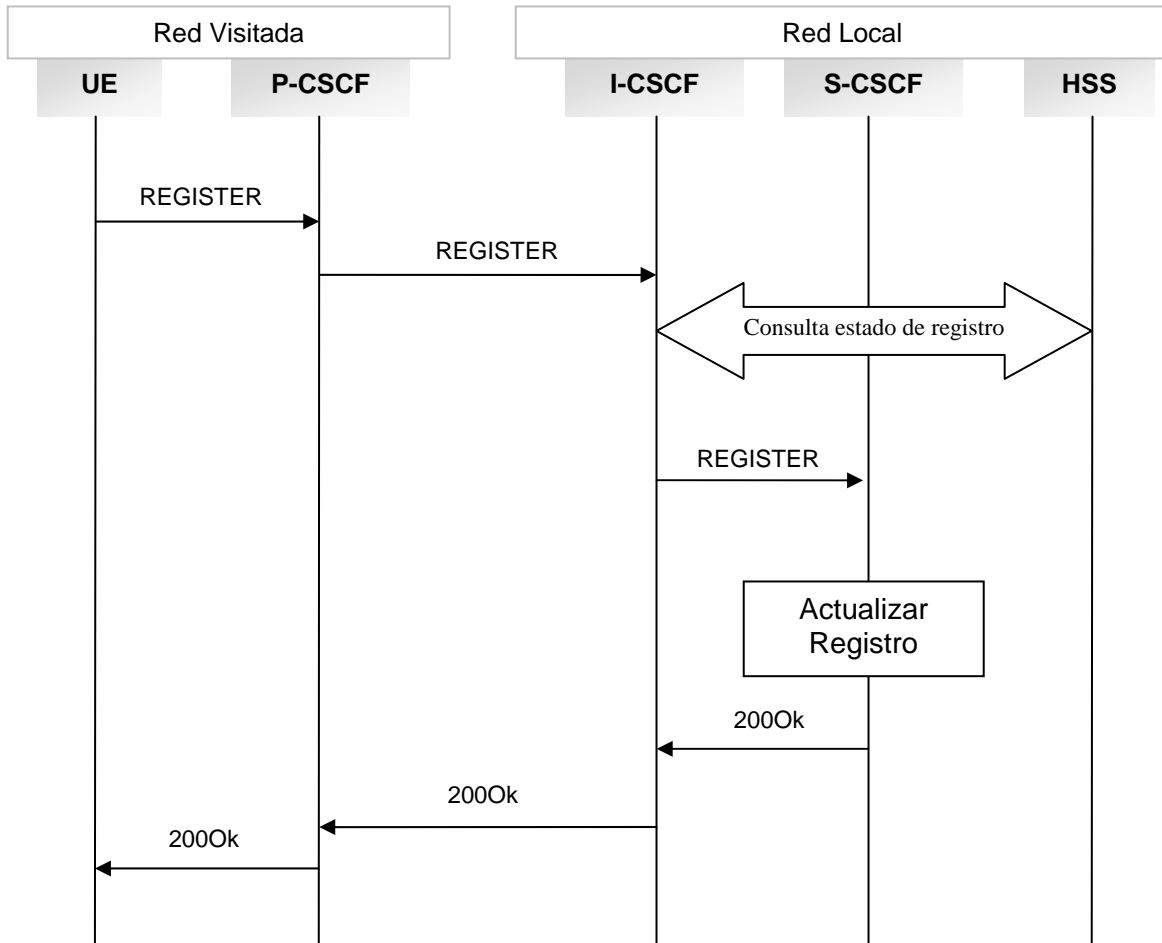 Red Visitada
Red Local
UE
P-CSCF
I-CSCF
S-CSCF
HSS
REGISTER
REGISTER
Consulta estado de registro
REGISTER
Actualizar
Registro
200Ok
200Ok
200Ok